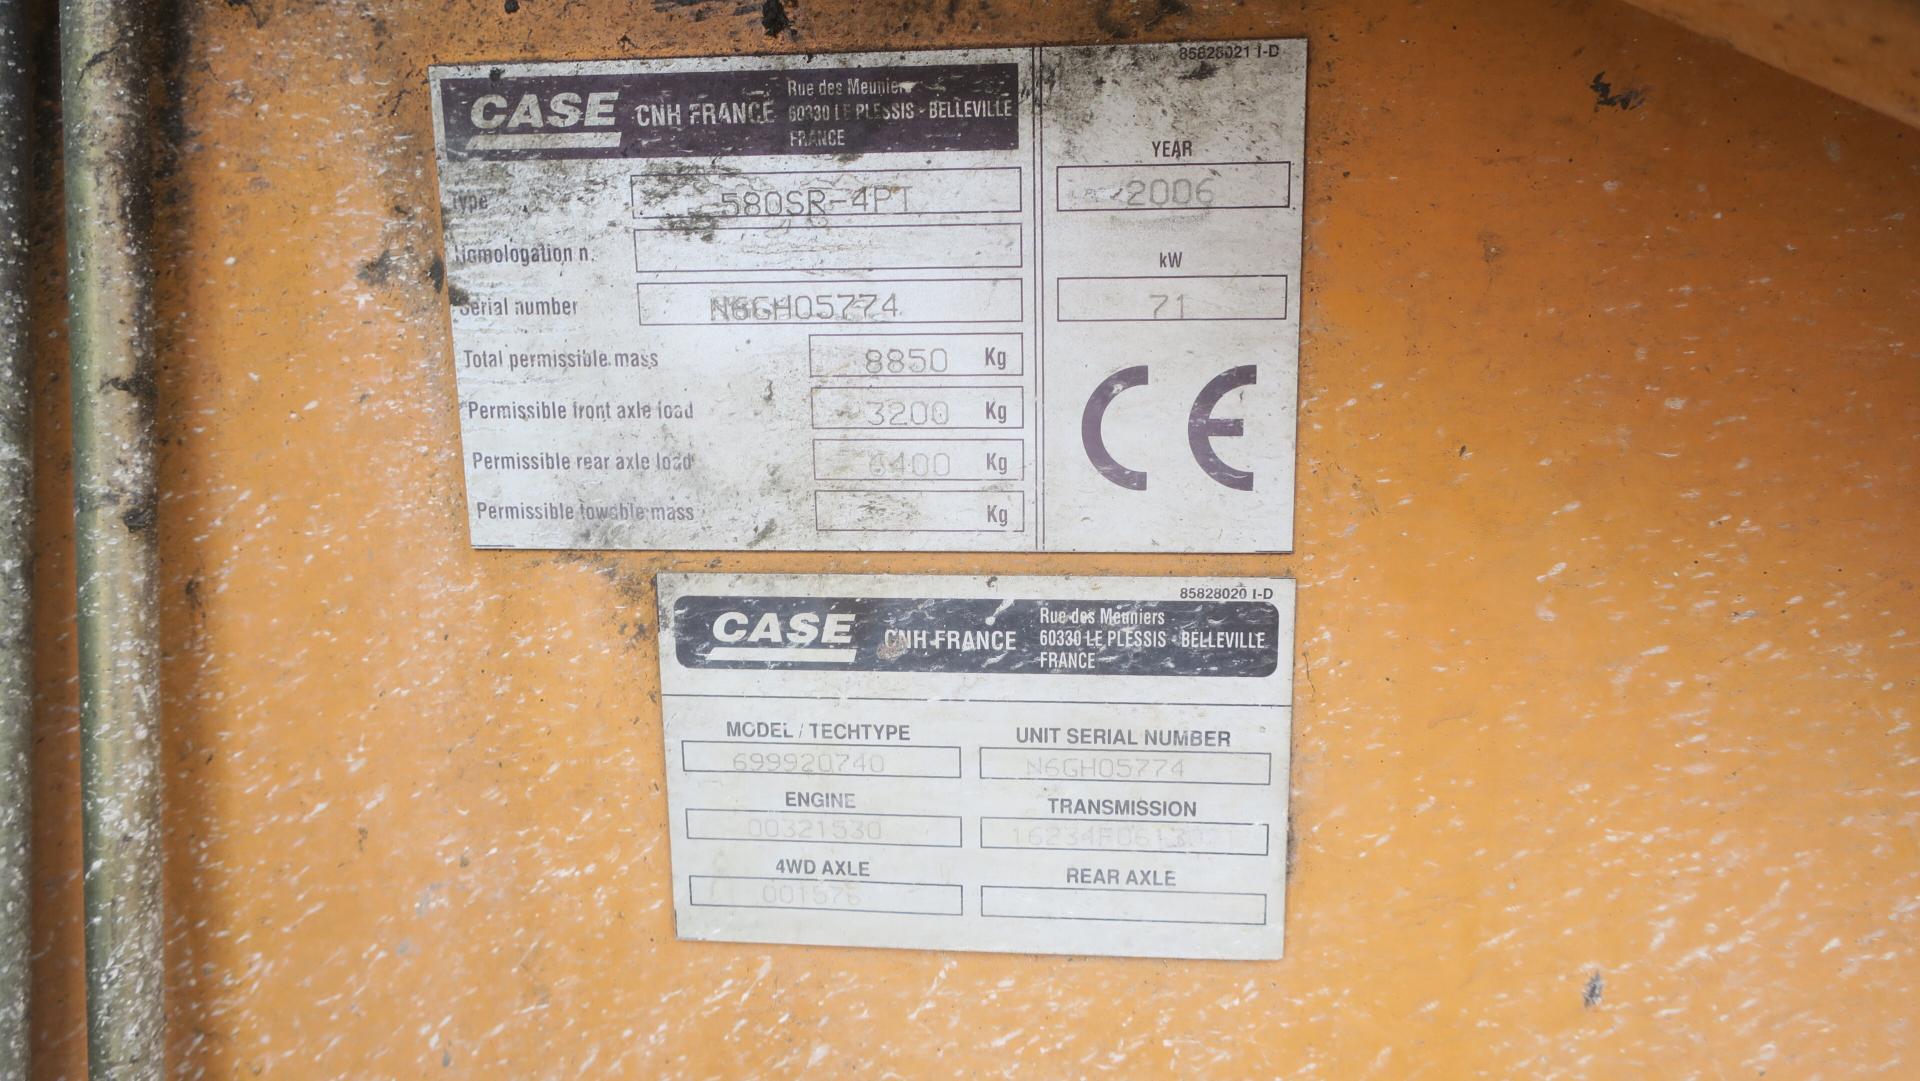 85828021 I-D
CASE CNH FRANCE Rue des Meuniers
60330 LE PLESSIS - BELLEVILLE
FRANCE
Type 580SR-4PT
Homologation n.
Serial number N6GH05774
Total permissible mass 8850 Kg
Permissible front axle load 3200 Kg
Permissible rear axle load 6400 Kg
Permissible towable mass Kg
YEAR
2006
kW
71
CE
85828020 I-D
CASE CNH FRANCE Rue des Meuniers
60330 LE PLESSIS - BELLEVILLE
FRANCE
MODEL / TECHTYPE
699920740
UNIT SERIAL NUMBER
N6GH05774
ENGINE
00321530
TRANSMISSION
4WD AXLE
001576
REAR AXLE